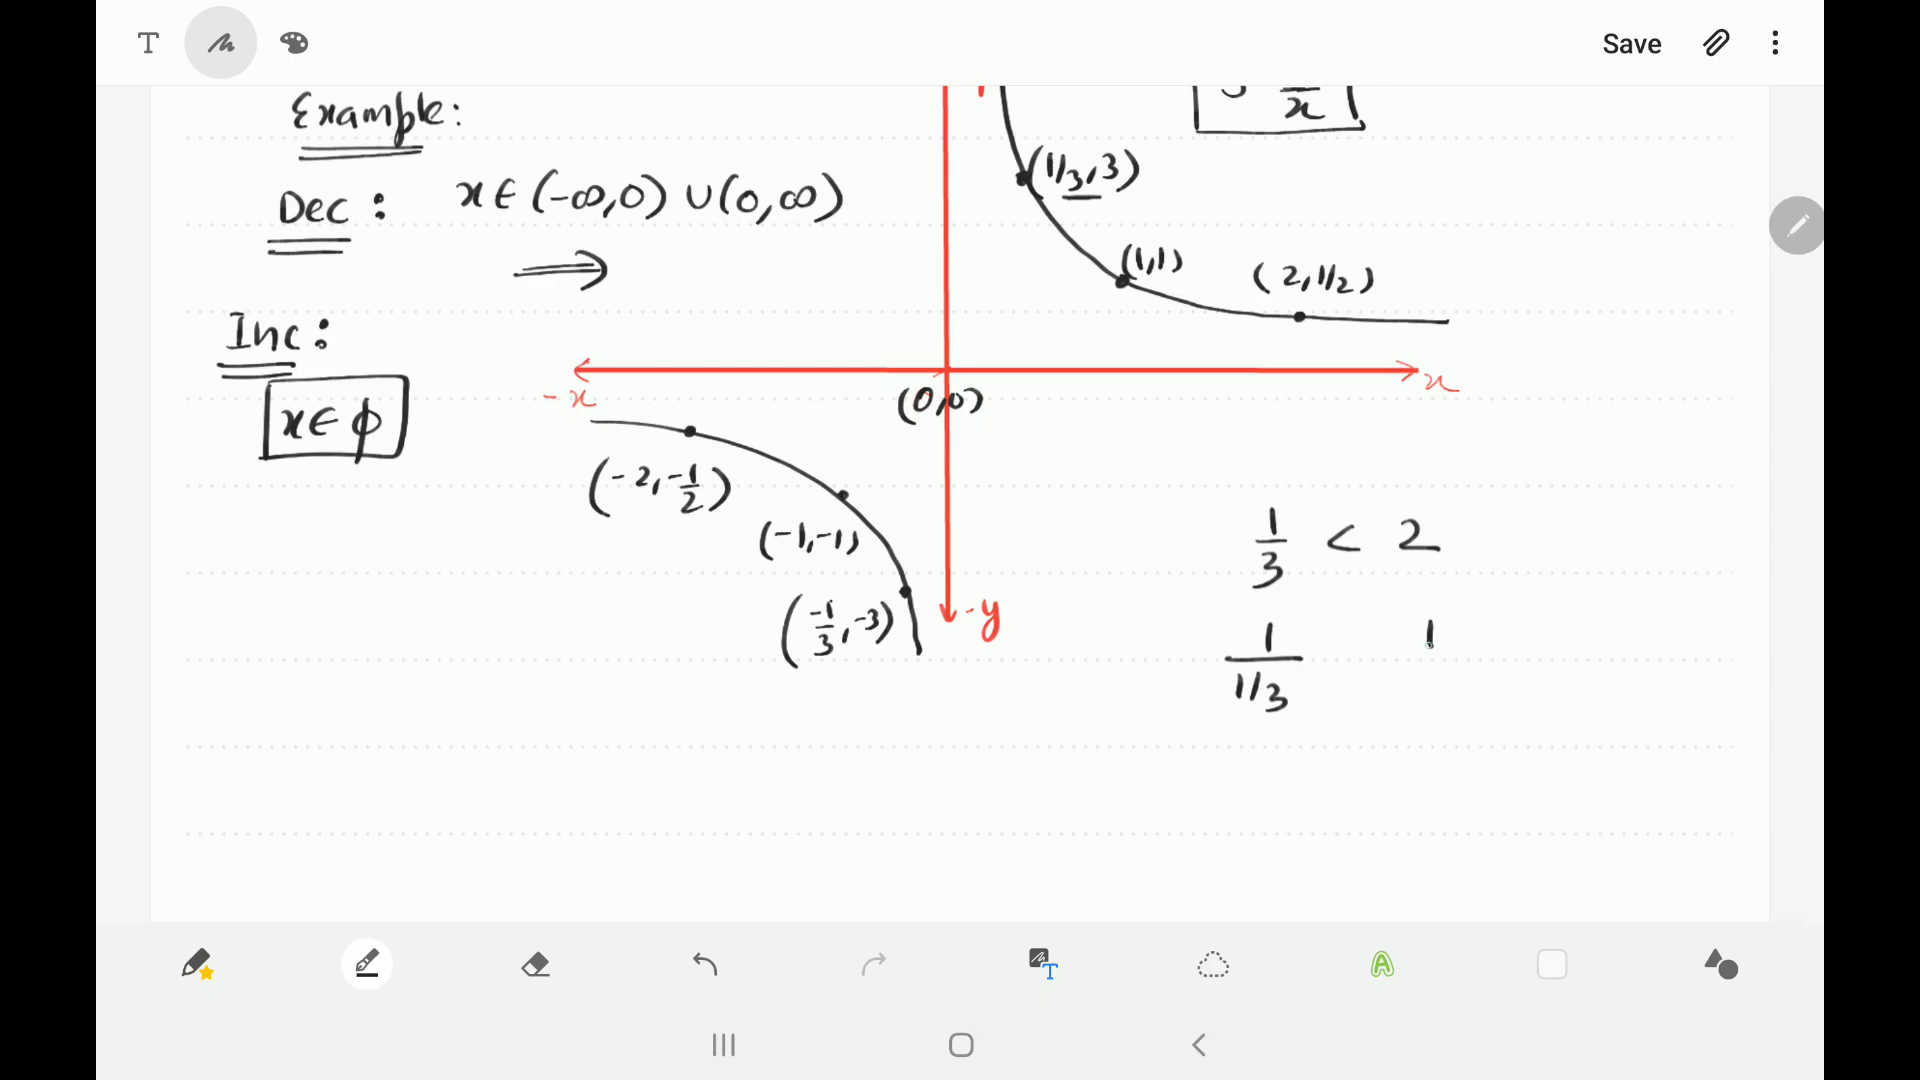 Save
Example:
Dec : x ∈ (-∞,0) ∪ (0,∞)
⟹
Inc :
x ∈ ϕ
x
(1/3,3)
(1,1)
(2,1/2)
-x
x
(0,0)
(-2,-1/2)
(-1,-1)
(-1/3,-3)
-y
1/3 < 2
1/(1/3) 1